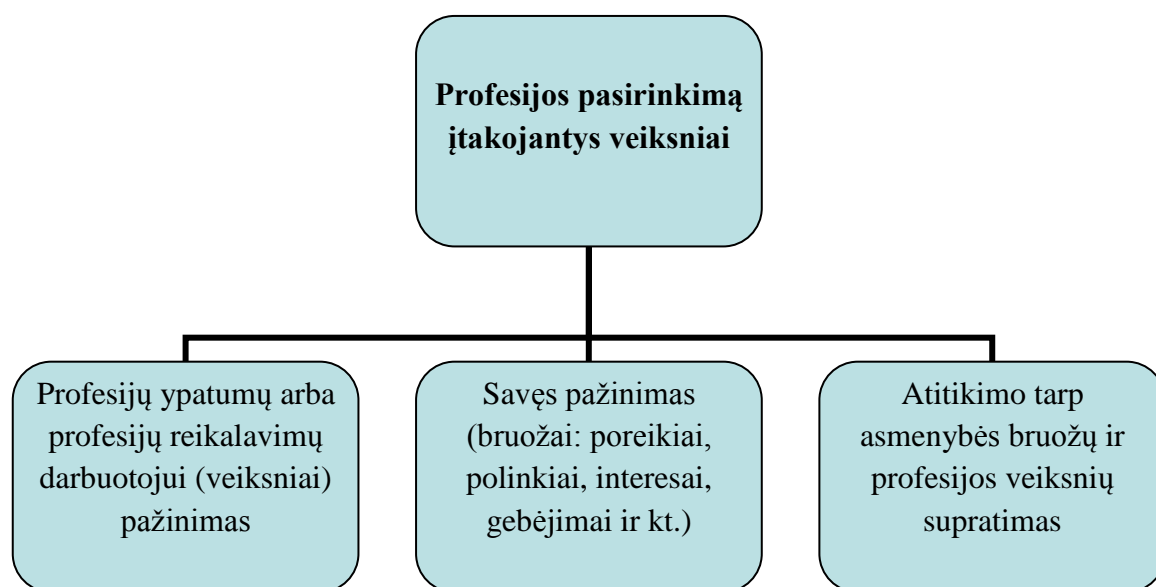 Profesijos pasirinkimą
įtakojantys veiksniai
Profesijų ypatumų arba
profesijų reikalavimų
darbuotojui (veiksniai)
pažinimas
Savęs pažinimas
(bruožai: poreikiai,
polinkiai, interesai,
gebėjimai ir kt.)
Atitikimo tarp
asmenybės bruožų ir
profesijos veiksnių
supratimas